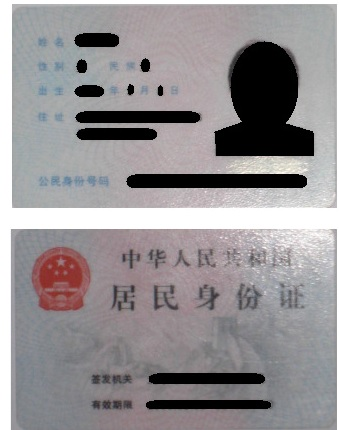 姓名
性别 民族
出生 年 月 日
住址
公民身份号码
中华人民共和国
居民身份证
签发机关
有效期限